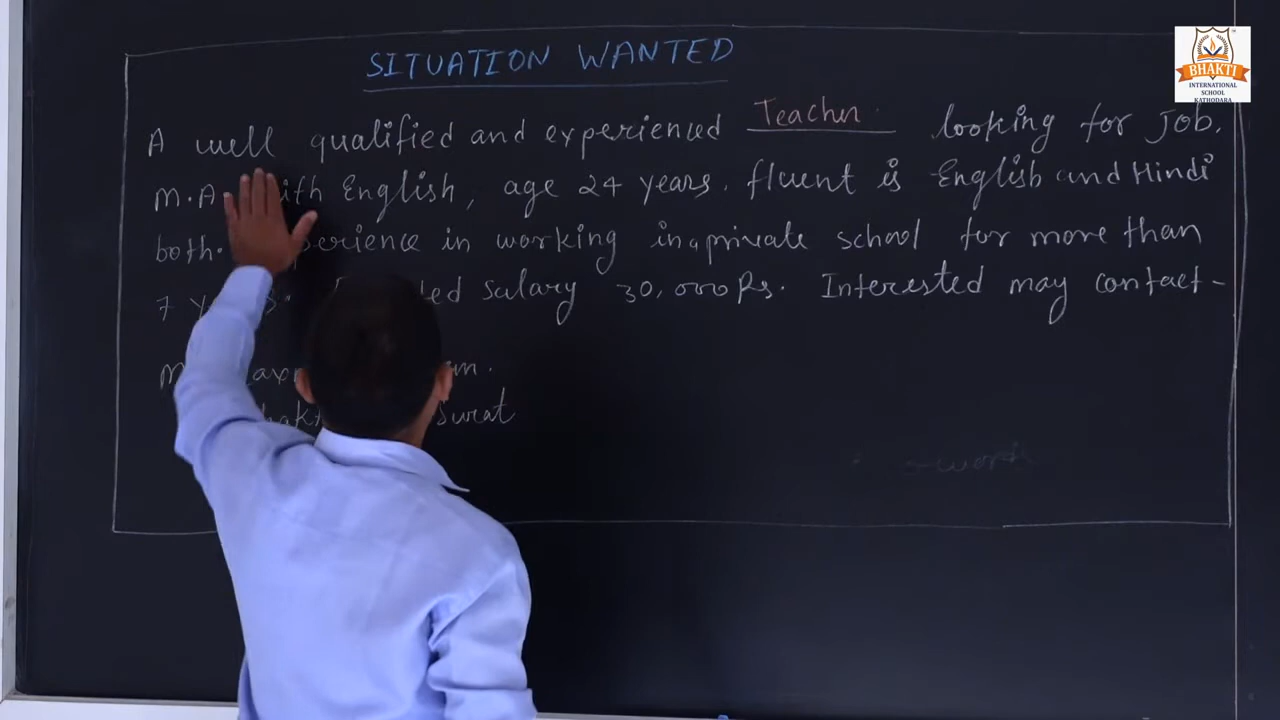 SITUATION WANTED
A well qualified and experienced Teacher. looking for Job.
M.A. with English, age 24 years. fluent is English and Hindi
both. in working in a private school for more than
7 salary 30,000 Rs. Interested may contact -
Surat
BHAKTI
INTERNATIONAL
SCHOOL
KATHODARA